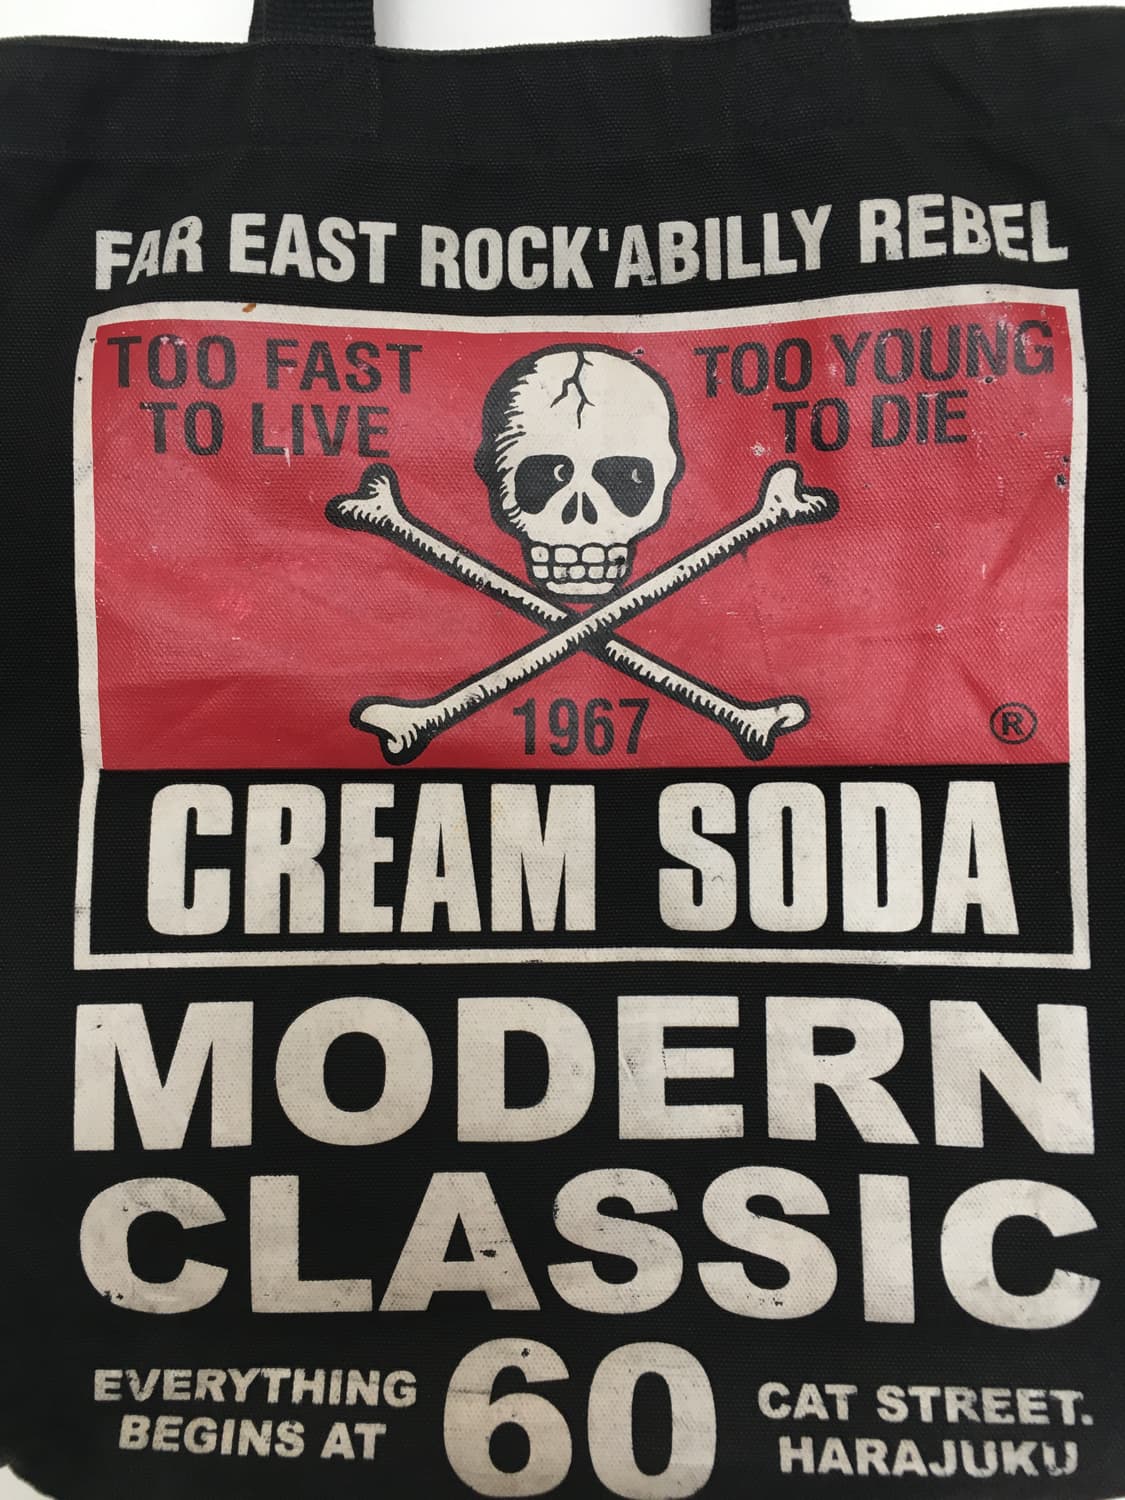 FAR EAST ROCK'ABILLY REBEL
TOO FAST
TO LIVE
TOO YOUNG
TO DIE
1967
®
CREAM SODA
MODERN
CLASSIC
EVERYTHING
BEGINS AT
60
CAT STREET.
HARAJUKU